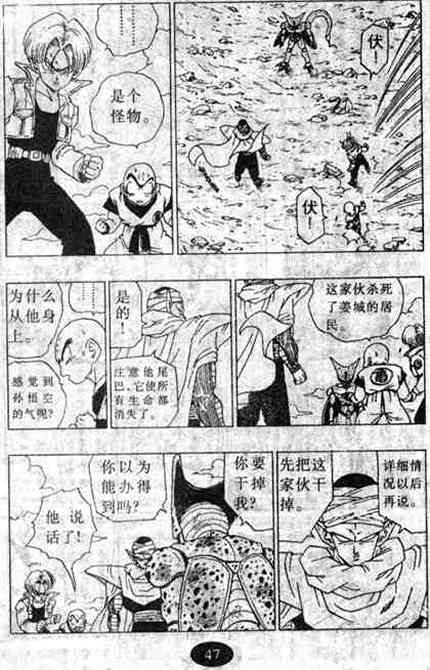 伏！
伏！
………
是个
怪物。
这家伙杀死
了姜城的居
民。
是
的！
注意他尾
巴，它使所
有生命都
消失了。
………
为什么
从他身
上。
感觉到
孙悟空
的气呢?
详细情
况以后
再说。
先把这
家伙干
掉。
你要
干掉
我?
你以为
能办得
到吗?
他说
话了！
47